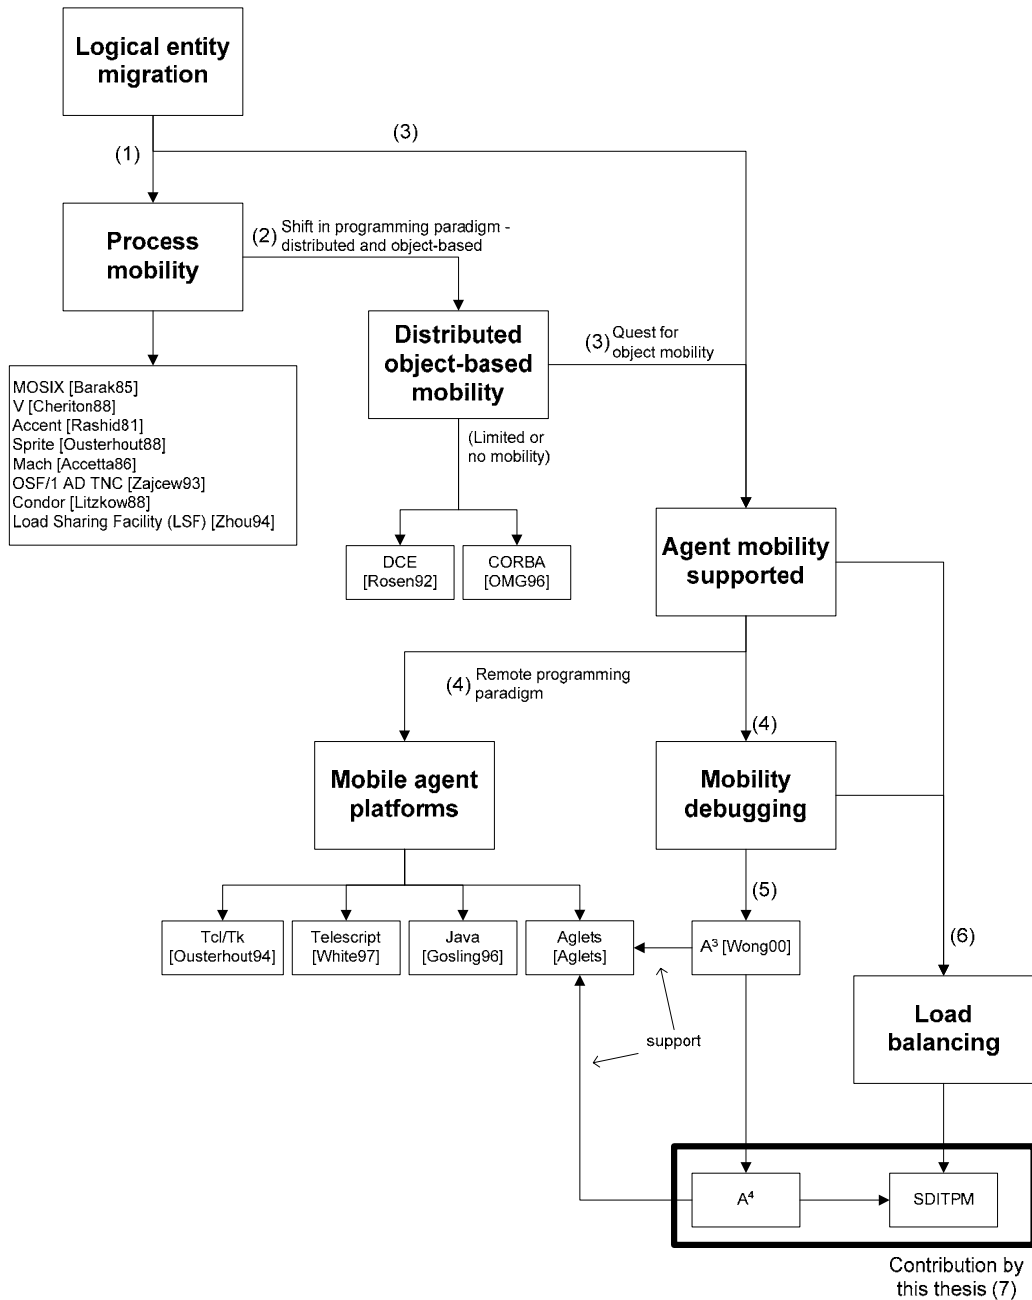 Logical entity
migration
(3)
(1)
Process
mobility
(2) Shift in programming paradigm -
distributed and object-based
Distributed
object-based
mobility
(3) Quest for
object mobility
MOSIX [Barak85]
V [Cheriton88]
Accent [Rashid81]
Sprite [Ousterhout88]
Mach [Accetta86]
OSF/1 AD TNC [Zajcew93]
Condor [Litzkow88]
Load Sharing Facility (LSF) [Zhou94]
(Limited or
no mobility)
DCE
[Rosen92]
CORBA
[OMG96]
Agent mobility
supported
(4) Remote programming
paradigm
(4)
Mobile agent
platforms
Mobility
debugging
(5)
Tcl/Tk
[Ousterhout94]
Telescript
[White97]
Java
[Gosling96]
Aglets
[Aglets]
A³ [Wong00]
(6)
Load
balancing
support
A⁴
SDITPM
Contribution by
this thesis (7)